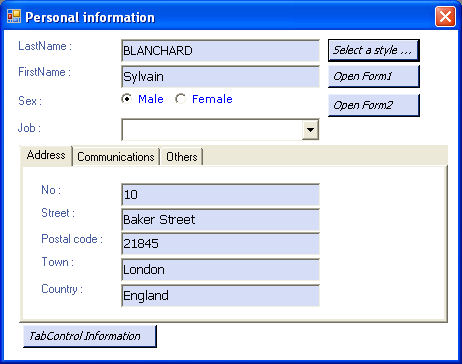 Personal information
LastName : BLANCHARD Select a style ...
FirstName : Sylvain Open Form1
Sex : Male Female Open Form2
Job :
Address Communications Others
No : 10
Street : Baker Street
Postal code : 21845
Town : London
Country : England
TabControl Information